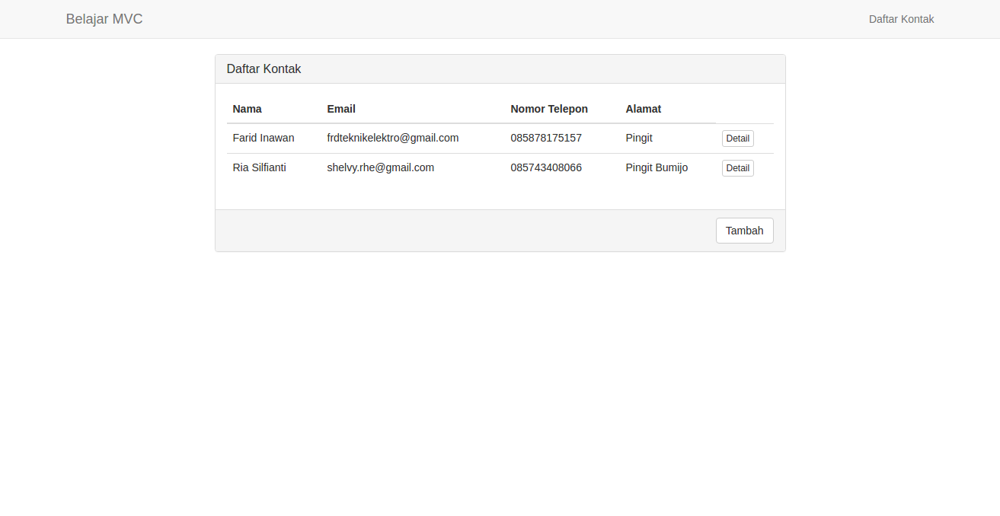 Belajar MVC Daftar Kontak
Daftar Kontak
Nama Email Nomor Telepon Alamat
Farid Inawan frdteknikelektro@gmail.com 085878175157 Pingit Detail
Ria Silfianti shelvy.rhe@gmail.com 085743408066 Pingit Bumijo Detail
Tambah